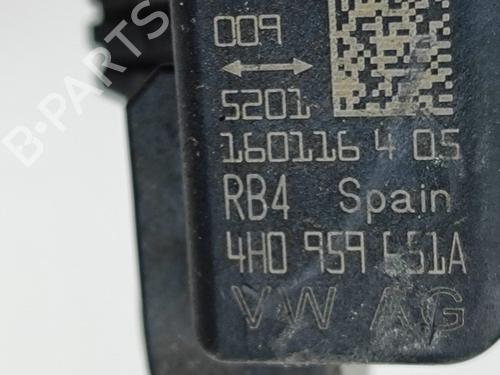 B-PARTS
009
5201
160116 4 05
RB4 Spain
4H0 959 651A
VW AG